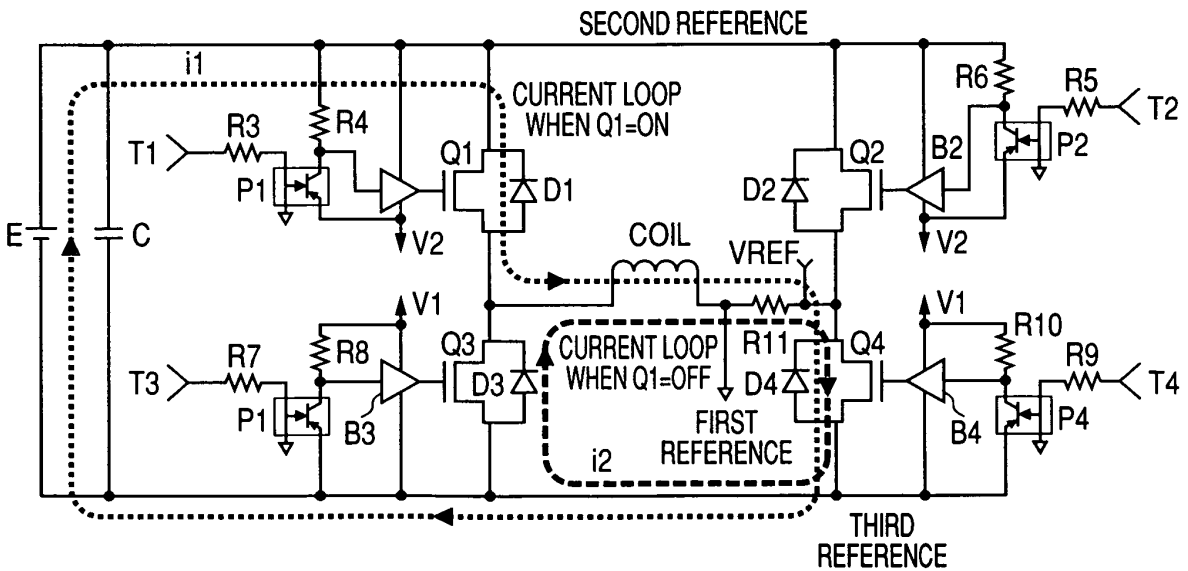 SECOND REFERENCE
i1
CURRENT LOOP
WHEN Q1=ON
R6
R5
T2
R3
R4
T1
P1
Q1
D1
D2
Q2
B2
P2
E
C
V2
COIL
VREF
V2
V1
V1
R7
R8
Q3
CURRENT LOOP
WHEN Q1=OFF
R11
Q4
R10
R9
T3
D3
D4
T4
P1
B3
FIRST
REFERENCE
B4
P4
i2
THIRD
REFERENCE